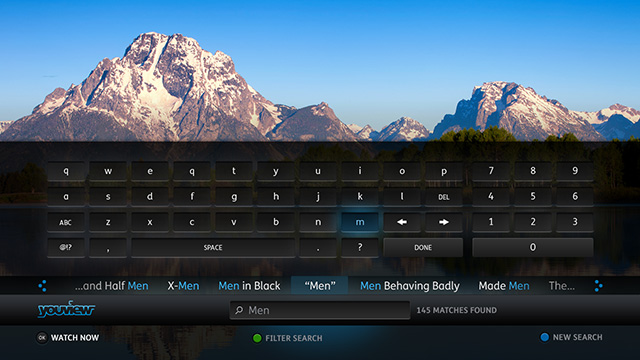 q w e q t y u i o p 7 8 9
a s d f g h j k l DEL 4 5 6
ABC z x c v b n m 1 2 3
@!? , SPACE . ? DONE 0
...and Half Men X-Men Men in Black “Men” Men Behaving Badly Made Men The...
youview Men 145 MATCHES FOUND
OK WATCH NOW FILTER SEARCH NEW SEARCH